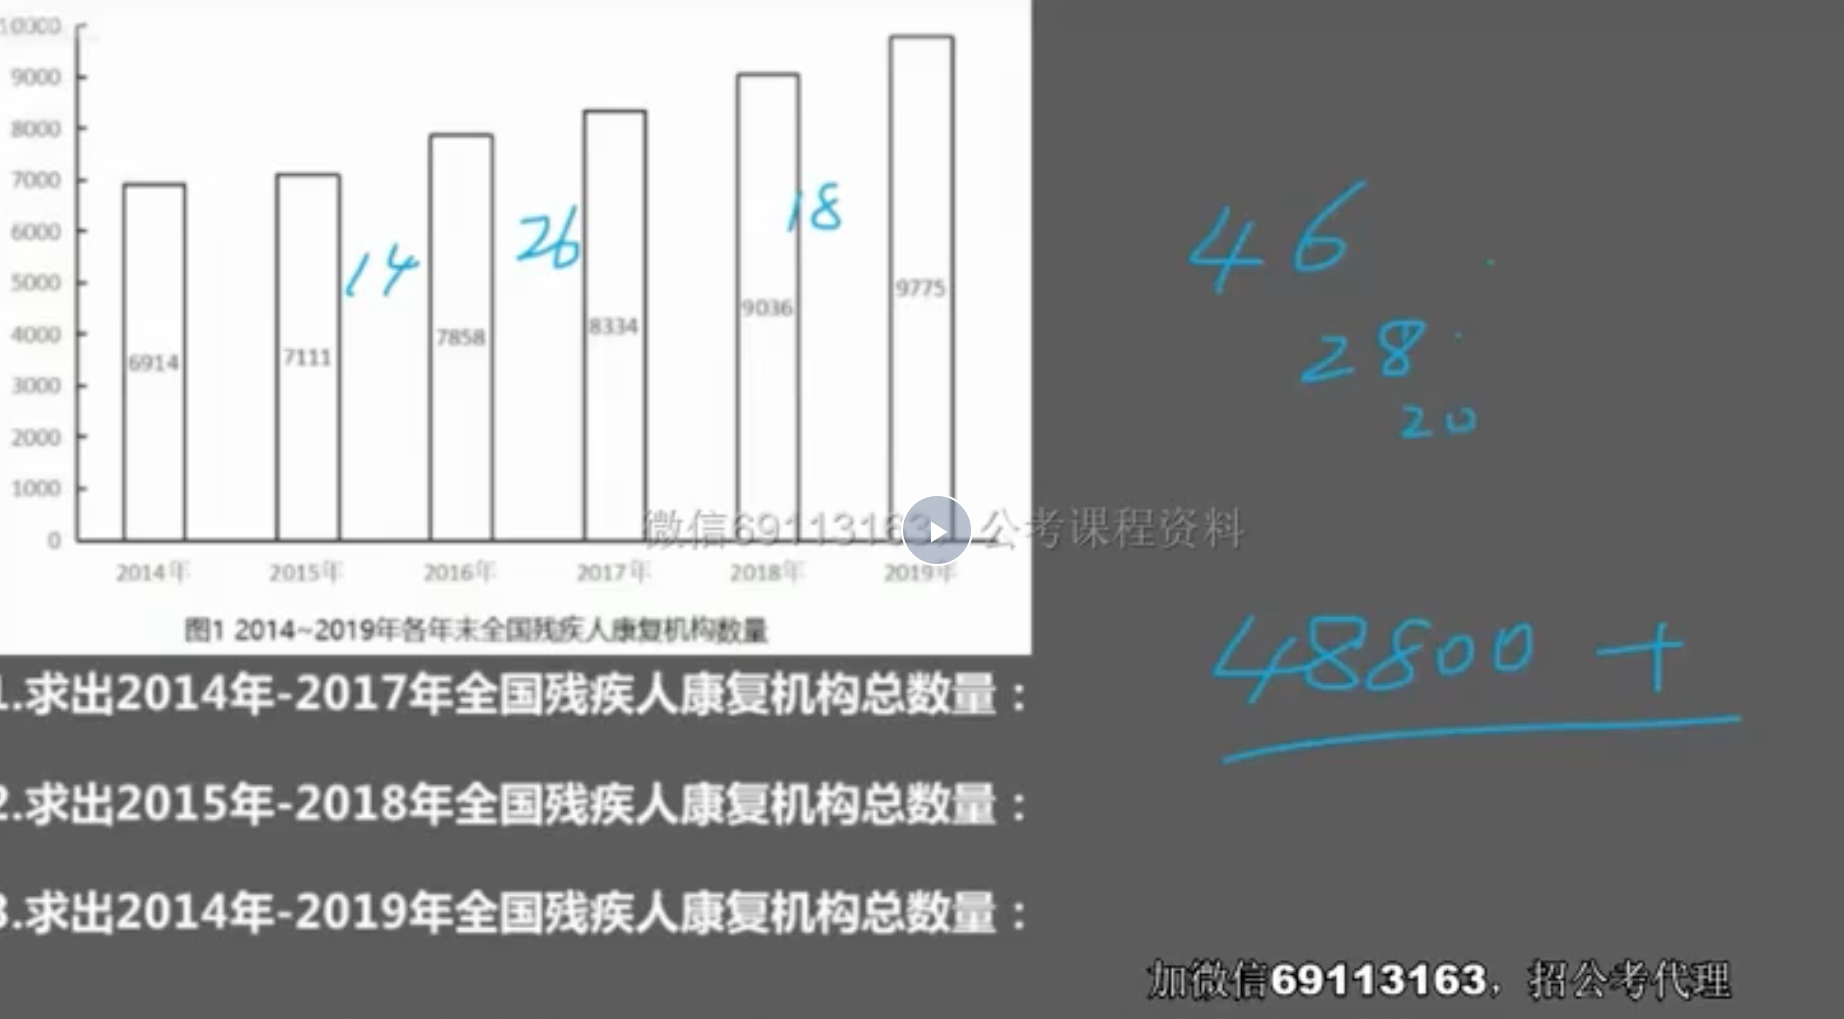 10000
9000
8000
7000
6000
5000
4000
3000
2000
1000
0
14
26
18
6914
7111
7858
8334
9036
9775
2014年
2015年
2016年
2017年
2018年
2019年
图1 2014~2019年各年末全国残疾人康复机构数量
46
28
20
48800 +
微信69113163，公考课程资料
1.求出2014年-2017年全国残疾人康复机构总数量：
2.求出2015年-2018年全国残疾人康复机构总数量：
3.求出2014年-2019年全国残疾人康复机构总数量：
加微信69113163，招公考代理